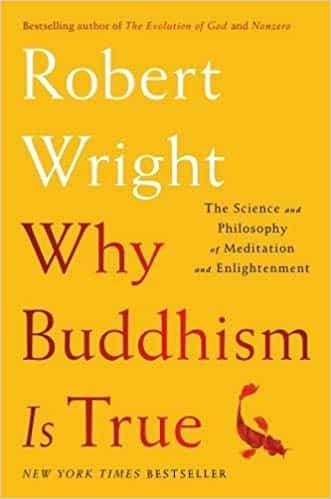 Bestselling author of The Evolution of God and Nonzero
Robert
Wright
The Science and
Philosophy
of Meditation
and Enlightenment
Why
Buddhism
Is True
NEW YORK TIMES BESTSELLER